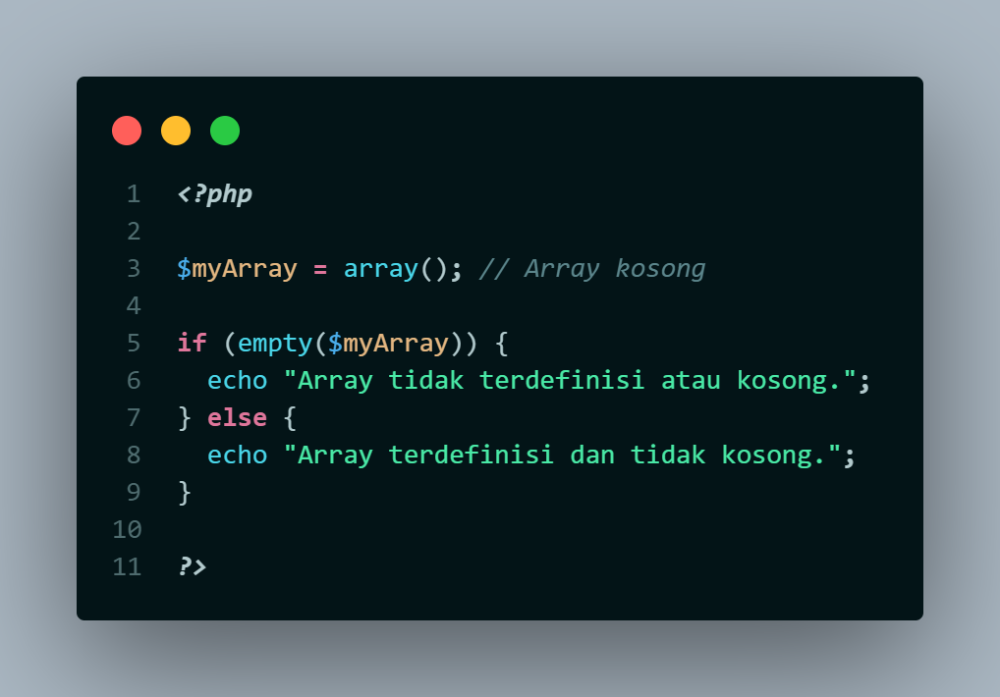 1 <?php
2
3 $myArray = array(); // Array kosong
4
5 if (empty($myArray)) {
6   echo "Array tidak terdefinisi atau kosong.";
7 } else {
8   echo "Array terdefinisi dan tidak kosong.";
9 }
10
11 ?>